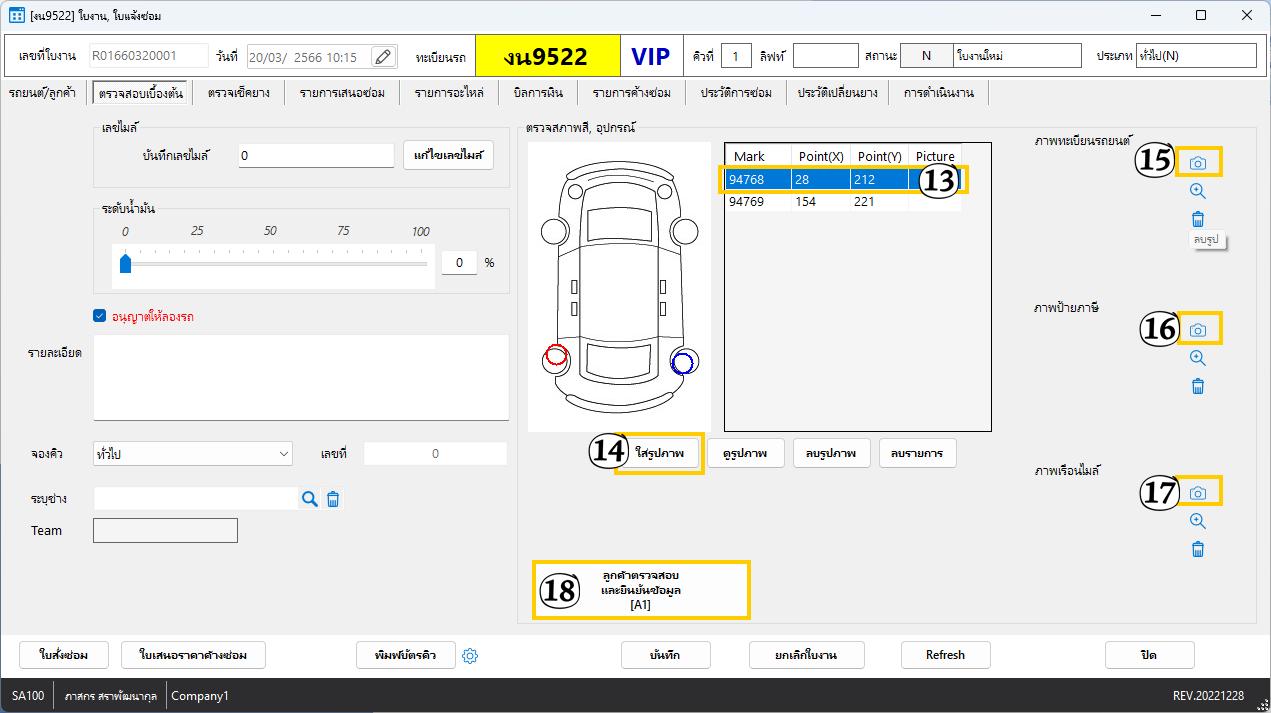 [งน9522] ใบงาน, ใบแจ้งซ่อม
เลขที่ใบงาน R01660320001 วันที่ 20/03/ 2566 10:15 ทะเบียนรถ งน9522 VIP คิวที่ 1 ลิฟท์ สถานะ N ใบงานใหม่ ประเภท ทั่วไป(N)
รถยนต์/ลูกค้า ตรวจสอบเบื้องต้น ตรวจเช็คยาง รายการเสนอซ่อม รายการอะไหล่ บิลการเงิน รายการค้างซ่อม ประวัติการซ่อม ประวัติเปลี่ยนยาง การดำเนินงาน
เลขไมล์
บันทึกเลขไมล์ 0 แก้ไขเลขไมล์
ระดับน้ำมัน
0 25 50 75 100
0 %
อนุญาตให้ลองรถ
รายละเอียด
จองคิว ทั่วไป เลขที่ 0
ระบุช่าง
Team
ตรวจสภาพสี, อุปกรณ์
Mark Point(X) Point(Y) Picture
94768 28 212 13
94769 154 221
14 ใส่รูปภาพ ดูรูปภาพ ลบรูปภาพ ลบรายการ
18 ลูกค้าตรวจสอบ
และยืนยันข้อมูล
[A1]
ภาพทะเบียนรถยนต์
15
ลบรูป
ภาพป้ายภาษี
16
ภาพเรือนไมล์
17
ใบสั่งซ่อม ใบเสนอราคาค้างซ่อม พิมพ์บัตรคิว บันทึก ยกเลิกใบงาน Refresh ปิด
SA100 ภาสกร สราพัฒนากุล Company1 REV.20221228